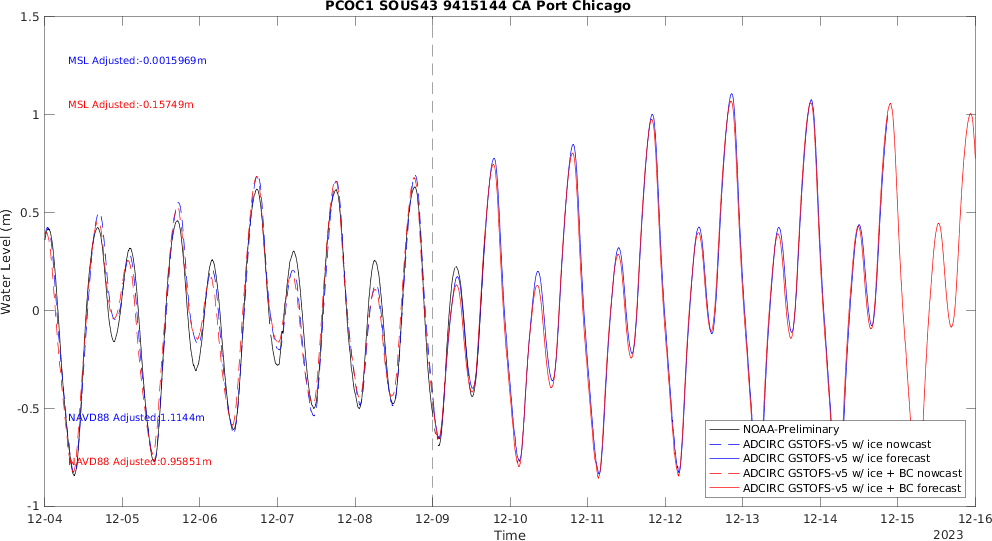 PCOC1 SOUS43 9415144 CA Port Chicago
1.5
MSL Adjusted:-0.0015969m
MSL Adjusted:-0.15749m
1
0.5
Water Level (m)
0
-0.5
NAVD88 Adjusted:1.1144m
NAVD88 Adjusted:0.95851m
NOAA-Preliminary
ADCIRC GSTOFS-v5 w/ ice nowcast
ADCIRC GSTOFS-v5 w/ ice forecast
ADCIRC GSTOFS-v5 w/ ice + BC nowcast
ADCIRC GSTOFS-v5 w/ ice + BC forecast
-1
12-04 12-05 12-06 12-07 12-08 12-09 12-10 12-11 12-12 12-13 12-14 12-15 12-16
Time
2023